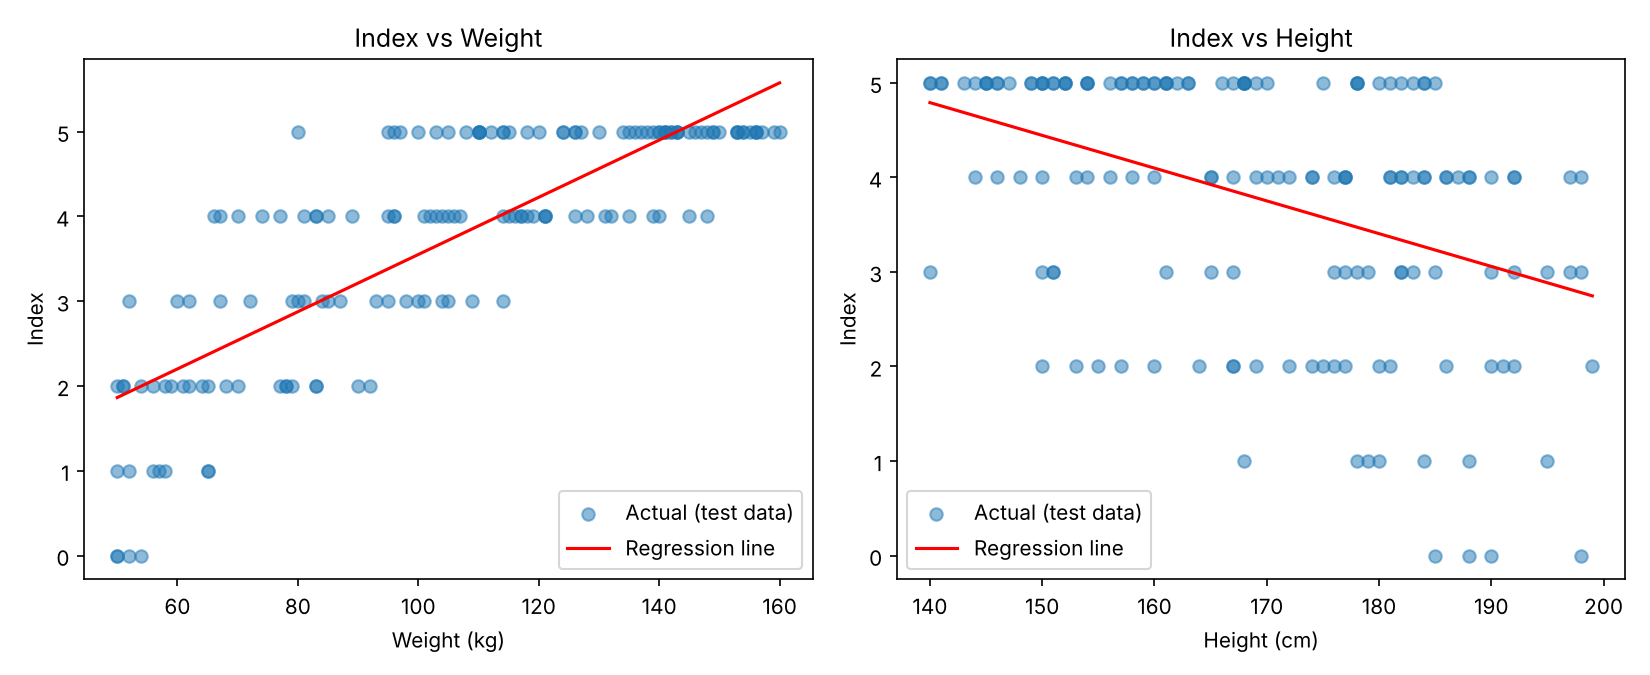 Index vs Weight
Index
5
4
3
2
1
0
Actual (test data)
Regression line
60 80 100 120 140 160
Weight (kg)
Index vs Height
Index
5
4
3
2
1
0
Actual (test data)
Regression line
140 150 160 170 180 190 200
Height (cm)